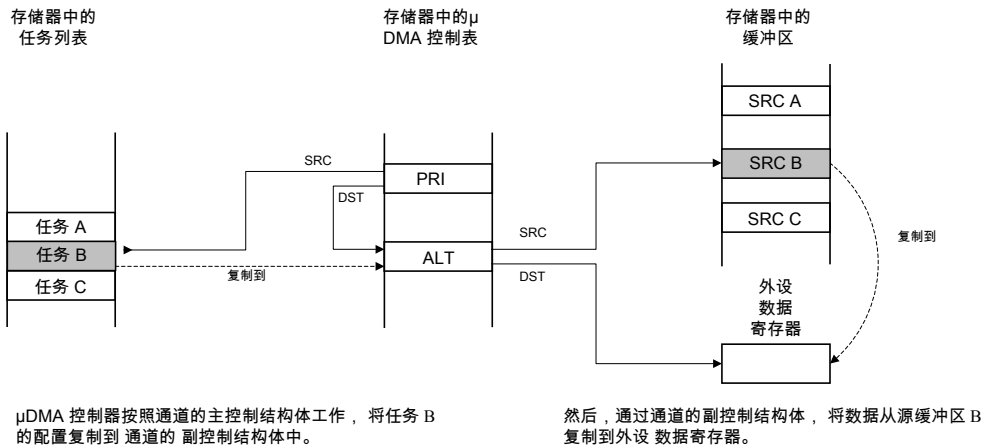 存储器中的
任务列表
存储器中的μ
DMA 控制表
存储器中的
缓冲区
SRC A
SRC B
SRC C
SRC
PRI
DST
任务 A
任务 B
任务 C
ALT
复制到
SRC
DST
复制到
外设
数据
寄存器
μDMA 控制器按照通道的主控制结构体工作 ， 将任务 B
的配置复制到 通道的 副控制结构体中。
然后 , 通过通道的副控制结构体 ， 将数据从源缓冲区 B
复制到外设 数据寄存器。